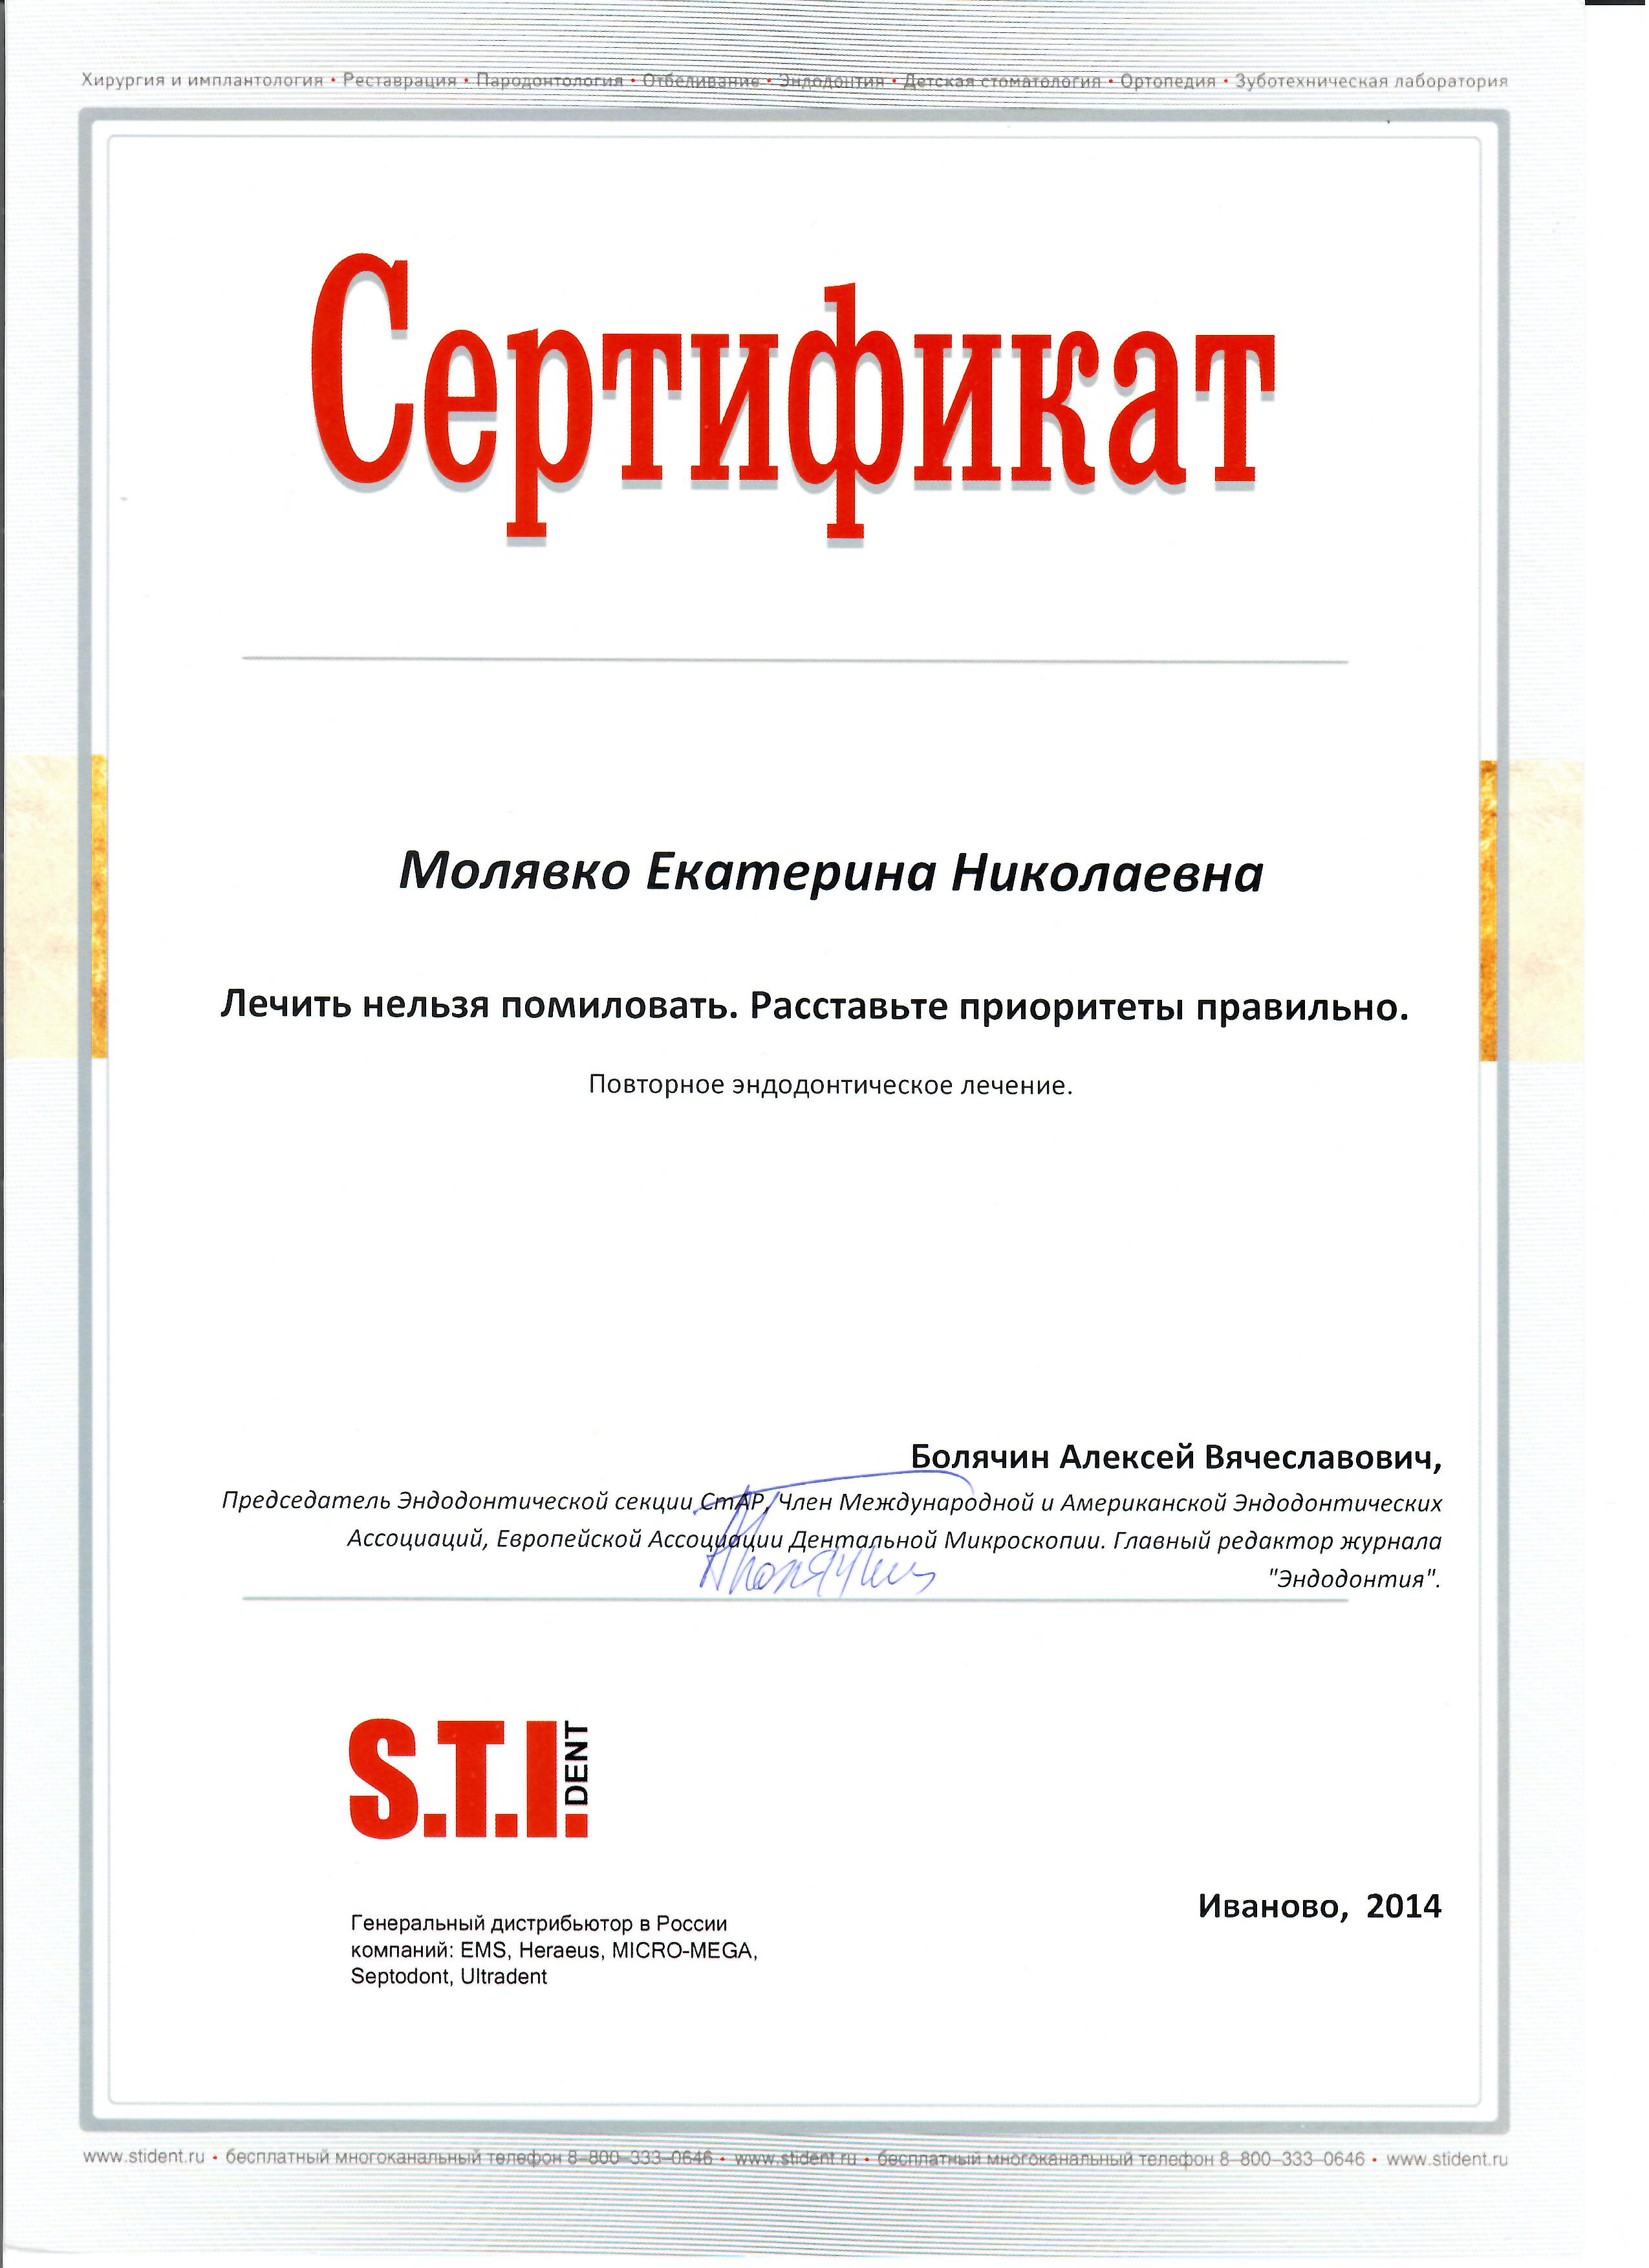 Хирургия и имплантология • Реставрация • Пародонтология • Отбеливание • Эндодонтия • Детская стоматология • Ортопедия • Зуботехническая лаборатория
Сертификат
Молявко Екатерина Николаевна
Лечить нельзя помиловать. Расставьте приоритеты правильно.
Повторное эндодонтическое лечение.
Болячин Алексей Вячеславович,
Председатель Эндодонтической секции СтАР, Член Международной и Американской Эндодонтических
Ассоциаций, Европейской Ассоциации Дентальной Микроскопии. Главный редактор журнала
"Эндодонтия".
S.T.I. DENT
Иваново, 2014
Генеральный дистрибьютор в России
компаний: EMS, Heraeus, MICRO-MEGA,
Septodont, Ultradent
www.stident.ru • бесплатный многоканальный телефон 8–800–333–0646 • www.stident.ru • бесплатный многоканальный телефон 8–800–333–0646 • www.stident.ru